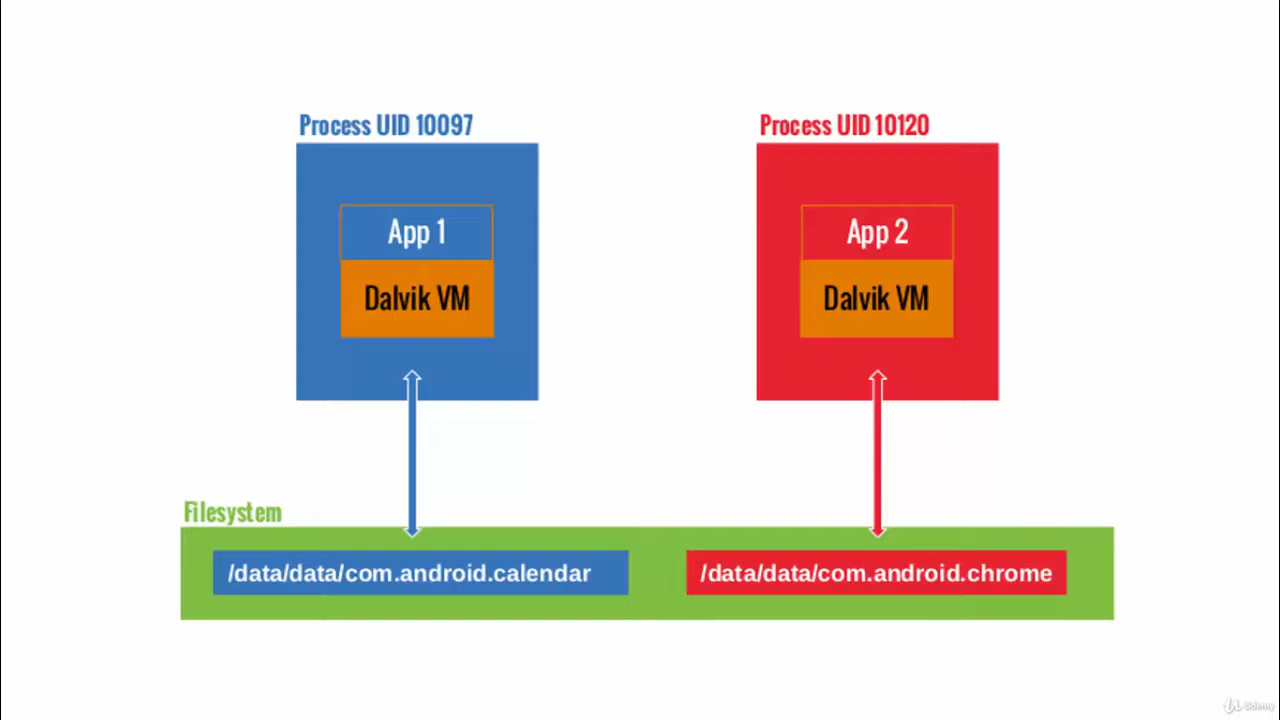 Process UID 10097
Process UID 10120
App 1
App 2
Dalvik VM
Dalvik VM
Filesystem
/data/data/com.android.calendar
/data/data/com.android.chrome
Udemy